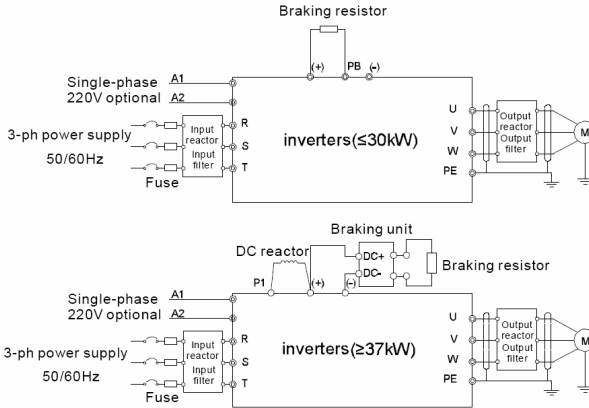 Braking resistor
(+) PB (-)
Single-phase A1
220V optional A2
3-ph power supply
50/60Hz
Fuse
R
S
T
Input
reactor
Input
filter
inverters(≤30kW)
U
V
W
PE
Output
reactor
Output
filter
M
Braking unit
DC reactor
P1 (+) (-)
DC+
DC-
Braking resistor
Single-phase A1
220V optional A2
3-ph power supply
50/60Hz
Fuse
R
S
T
Input
reactor
Input
filter
inverters(≥37kW)
U
V
W
PE
Output
reactor
Output
filter
M